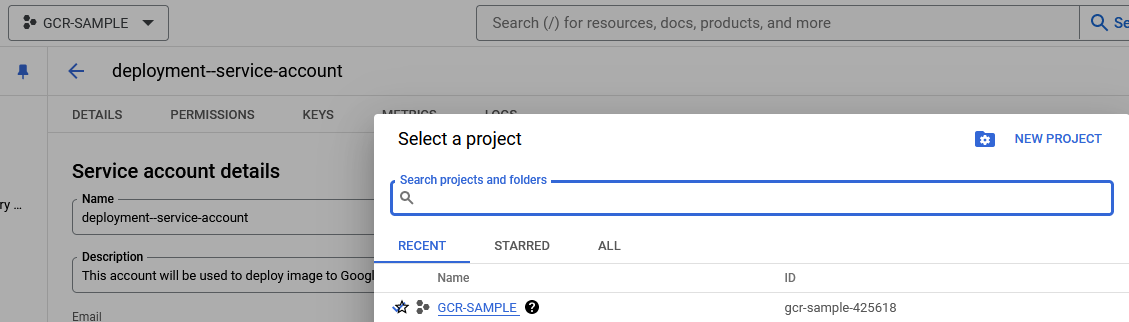 GCR-SAMPLE
Search (/) for resources, docs, products, and more
Se
deployment--service-account
DETAILS PERMISSIONS KEYS METRICS LOGS
Select a project
NEW PROJECT
Service account details
Search projects and folders
Name
ry ...
deployment--service-account
RECENT STARRED ALL
Description
This account will be used to deploy image to Googl
Name ID
GCR-SAMPLE ? gcr-sample-425618
Email